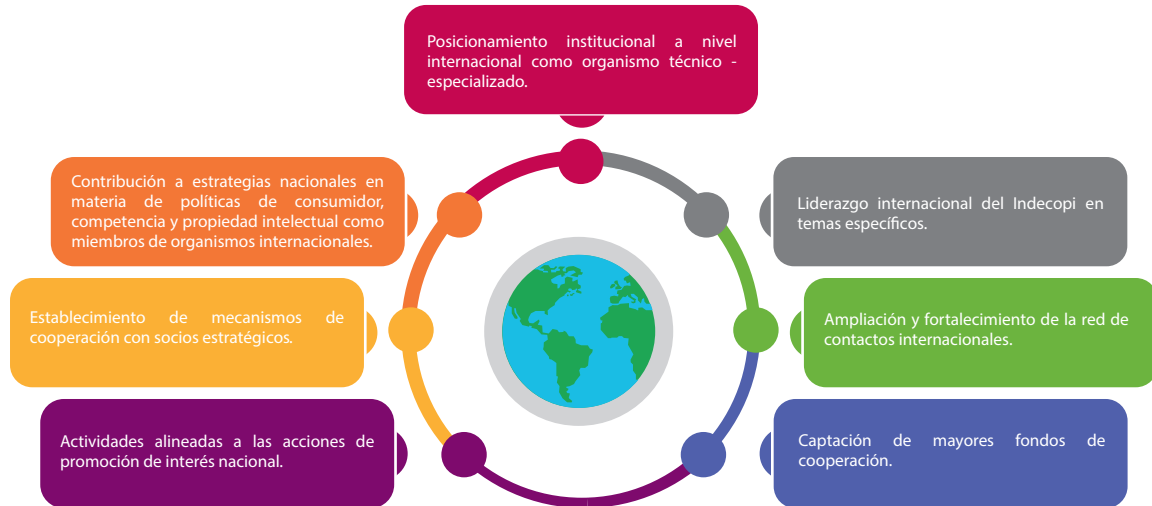 Posicionamiento institucional a nivel
internacional como organismo técnico -
especializado.
Contribución a estrategias nacionales en
materia de políticas de consumidor,
competencia y propiedad intelectual como
miembros de organismos internacionales.
Liderazgo internacional del Indecopi en
temas específicos.
Establecimiento de mecanismos de
cooperación con socios estratégicos.
Ampliación y fortalecimiento de la red de
contactos internacionales.
Actividades alineadas a las acciones de
promoción de interés nacional.
Captación de mayores fondos de
cooperación.